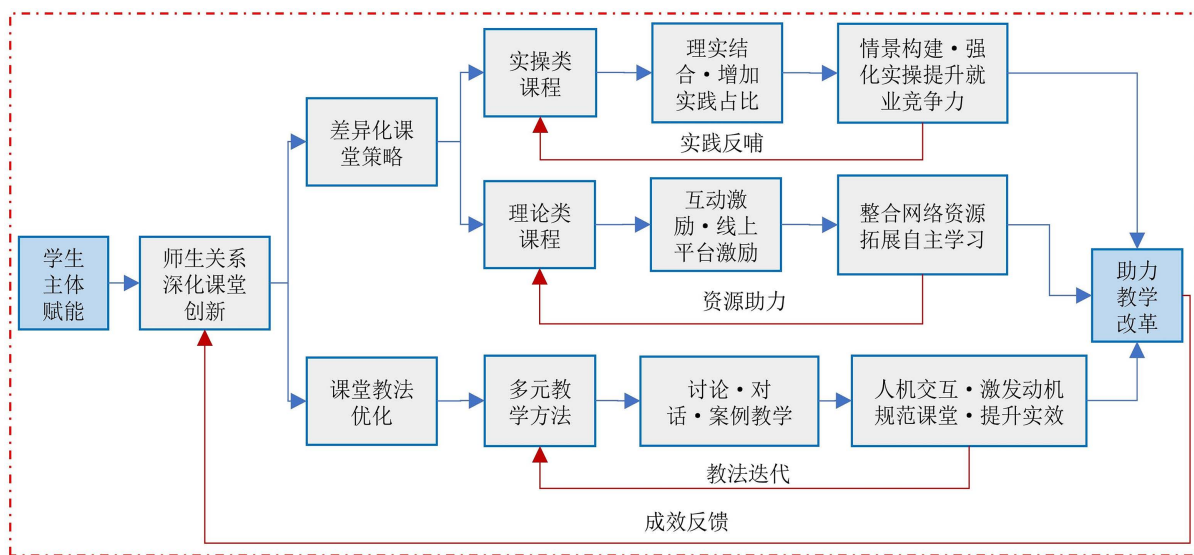 学生
主体
赋能
师生关系
深化课堂
创新
差异化课
堂策略
实操类
课程
理实结
合·增加
实践占比
情景构建·强
化实操提升就
业竞争力
实践反哺
理论类
课程
互动激
励·线上
平台激励
整合网络资源
拓展自主学习
资源助力
课堂教法
优化
多元教
学方法
讨论·对
话·案例教学
人机交互·激发动机
规范课堂·提升实效
教法迭代
助力
教学
改革
成效反馈